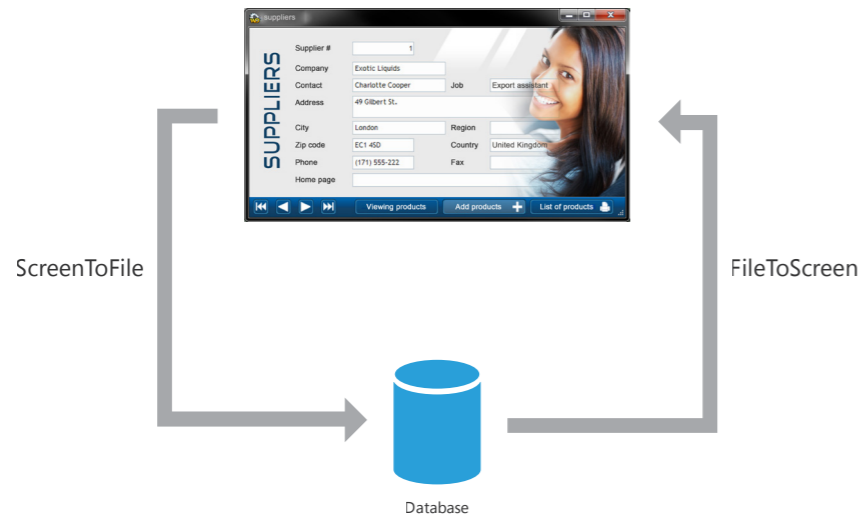 suppliers
SUPPLIERS
Supplier # 1
Company Exotic Liquids
Contact Charlotte Cooper Job Export assistant
Address 49 Gilbert St.
City London Region
Zip code EC1 4SD Country United Kingdom
Phone (171) 555-222 Fax
Home page
Viewing products Add products List of products
ScreenToFile
FileToScreen
Database